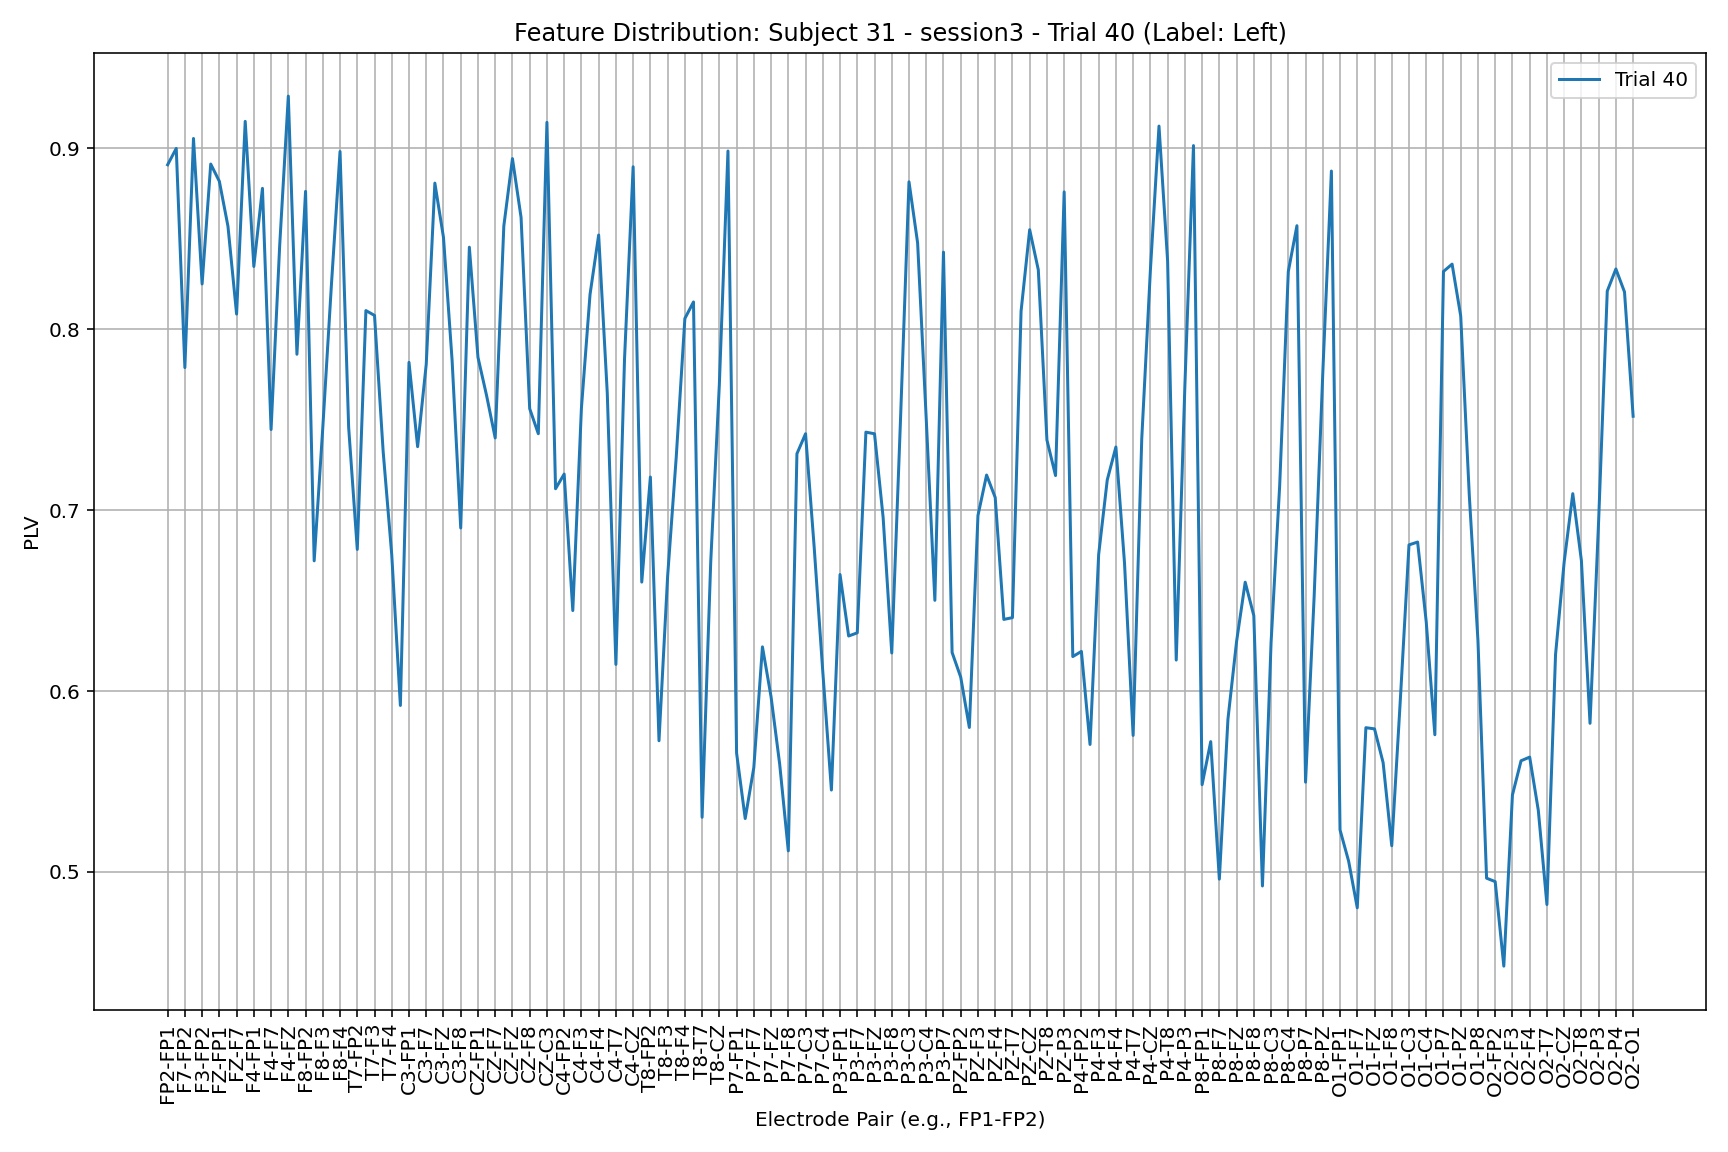 Feature Distribution: Subject 31 - session3 - Trial 40 (Label: Left)
Trial 40
PLV
0.9
0.8
0.7
0.6
0.5
FP2-FP1
F7-FP2
F3-FP2
FZ-FP1
FZ-F7
F4-FP1
F4-F7
F4-FZ
F8-FP2
F8-F3
F8-F4
T7-FP2
T7-F3
T7-F4
C3-FP1
C3-F7
C3-FZ
C3-F8
CZ-FP1
CZ-F7
CZ-FZ
CZ-F8
CZ-C3
C4-FP2
C4-F3
C4-F4
C4-T7
C4-CZ
T8-FP2
T8-F3
T8-F4
T8-T7
T8-CZ
P7-FP1
P7-F7
P7-FZ
P7-F8
P7-C3
P7-C4
P3-FP1
P3-F7
P3-FZ
P3-F8
P3-C3
P3-C4
P3-P7
PZ-FP2
PZ-F3
PZ-F4
PZ-T7
PZ-CZ
PZ-T8
PZ-P3
P4-FP2
P4-F3
P4-F4
P4-T7
P4-CZ
P4-T8
P4-P3
P8-FP1
P8-F7
P8-FZ
P8-F8
P8-C3
P8-C4
P8-P7
P8-PZ
O1-FP1
O1-F7
O1-FZ
O1-F8
O1-C3
O1-C4
O1-P7
O1-PZ
O1-P8
O2-FP2
O2-F3
O2-F4
O2-T7
O2-CZ
O2-T8
O2-P3
O2-P4
O2-O1
Electrode Pair (e.g., FP1-FP2)